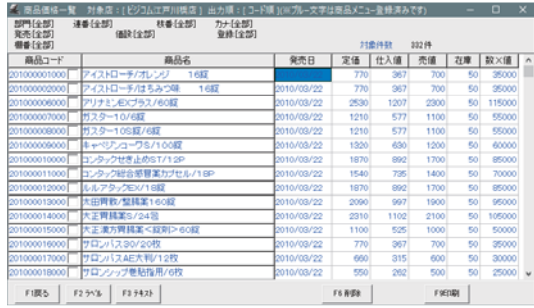 商品価格一覧 対象店:[ビジコム江戸川橋店] 出力順:[コード順](※ブルー文字は商品メニュー登録済みです)
部門[全部] 連番[全部] 枝番[全部] カナ[全部]
発売[全部] 値段[全部] 登録[全部]
棚番[全部] 対象件数 332件
商品コード 商品名 発売日 定価 仕入値 売価 在庫 数×値
201000001000 アイストローチ/オレンジ 16錠 770 367 700 50 35000
201000002000 アイストローチ/はちみつ味 16錠 2010/03/22 770 367 700 50 35000
201000006000 アリナミンEXプラス/60錠 2010/03/22 2530 1207 2300 50 115000
201000007000 ガスター10/6錠 2010/03/22 1210 577 1100 50 55000
201000008000 ガスター10S錠/6錠 2010/03/22 1210 577 1100 50 55000
201000009000 キャベジンコーワS/100錠 2010/03/22 1320 630 1200 50 60000
201000010000 コンタックせき止めST/12P 2010/03/22 1870 892 1700 50 85000
201000011000 コンタック総合感冒薬カプセル/18P 2010/03/22 1540 735 1400 50 70000
201000012000 ルルアタックEX/18錠 2010/03/22 1870 892 1700 50 85000
201000013000 太田胃散/整腸薬160錠 2010/03/22 2090 997 1900 50 95000
201000014000 大正胃腸薬S/24包 2010/03/22 2310 1102 2100 50 105000
201000015000 大正漢方胃腸薬<錠剤>60錠 2010/03/22 1100 525 1000 50 50000
201000016000 サロンパス30/20枚 2010/03/22 770 367 700 50 35000
201000017000 サロンパスAE大判/12枚 2010/03/22 660 315 600 50 30000
201000018000 サロンシップ巻貼指用/6枚 2010/03/22 550 262 500 50 25000
F1戻る F2ラベル F3テキスト F6削除 F9印刷